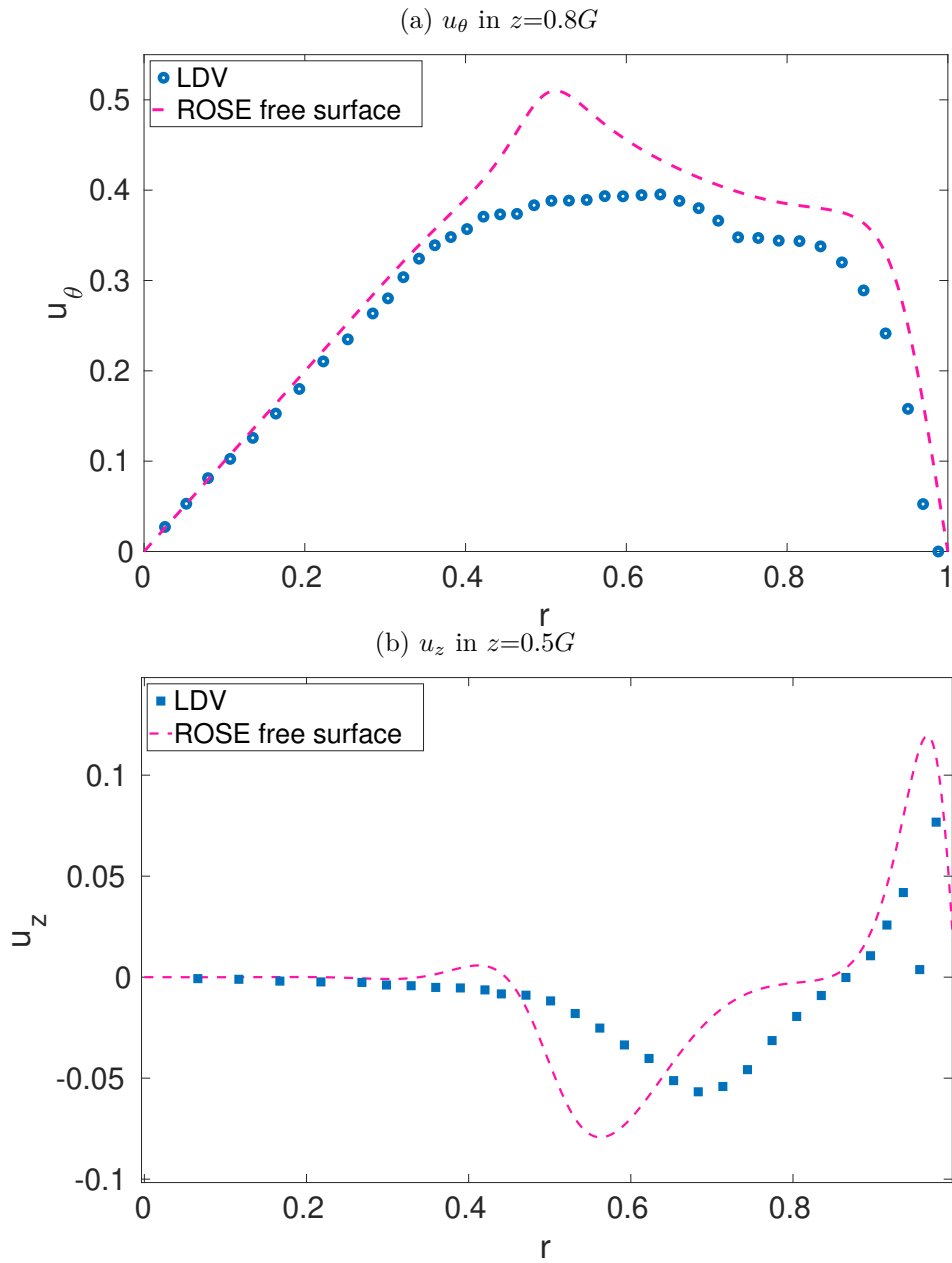 (a) u_θ in z=0.8G
LDV
ROSE free surface
0.5
0.4
0.3
0.2
0.1
0
u_θ
0 0.2 0.4 0.6 0.8 1
r
(b) u_z in z=0.5G
LDV
ROSE free surface
0.1
0.05
0
-0.05
-0.1
u_z
0 0.2 0.4 0.6 0.8
r